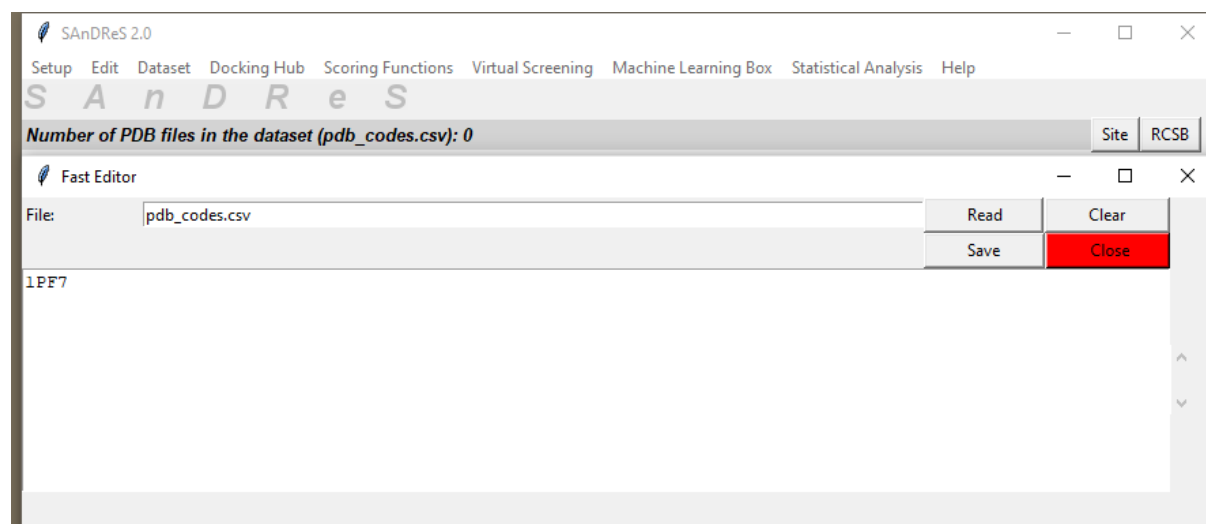 SAnDReS 2.0
Setup Edit Dataset Docking Hub Scoring Functions Virtual Screening Machine Learning Box Statistical Analysis Help
S A n D R e S
Number of PDB files in the dataset (pdb_codes.csv): 0 Site RCSB
Fast Editor
File: pdb_codes.csv Read Clear
Save Close
1PF7